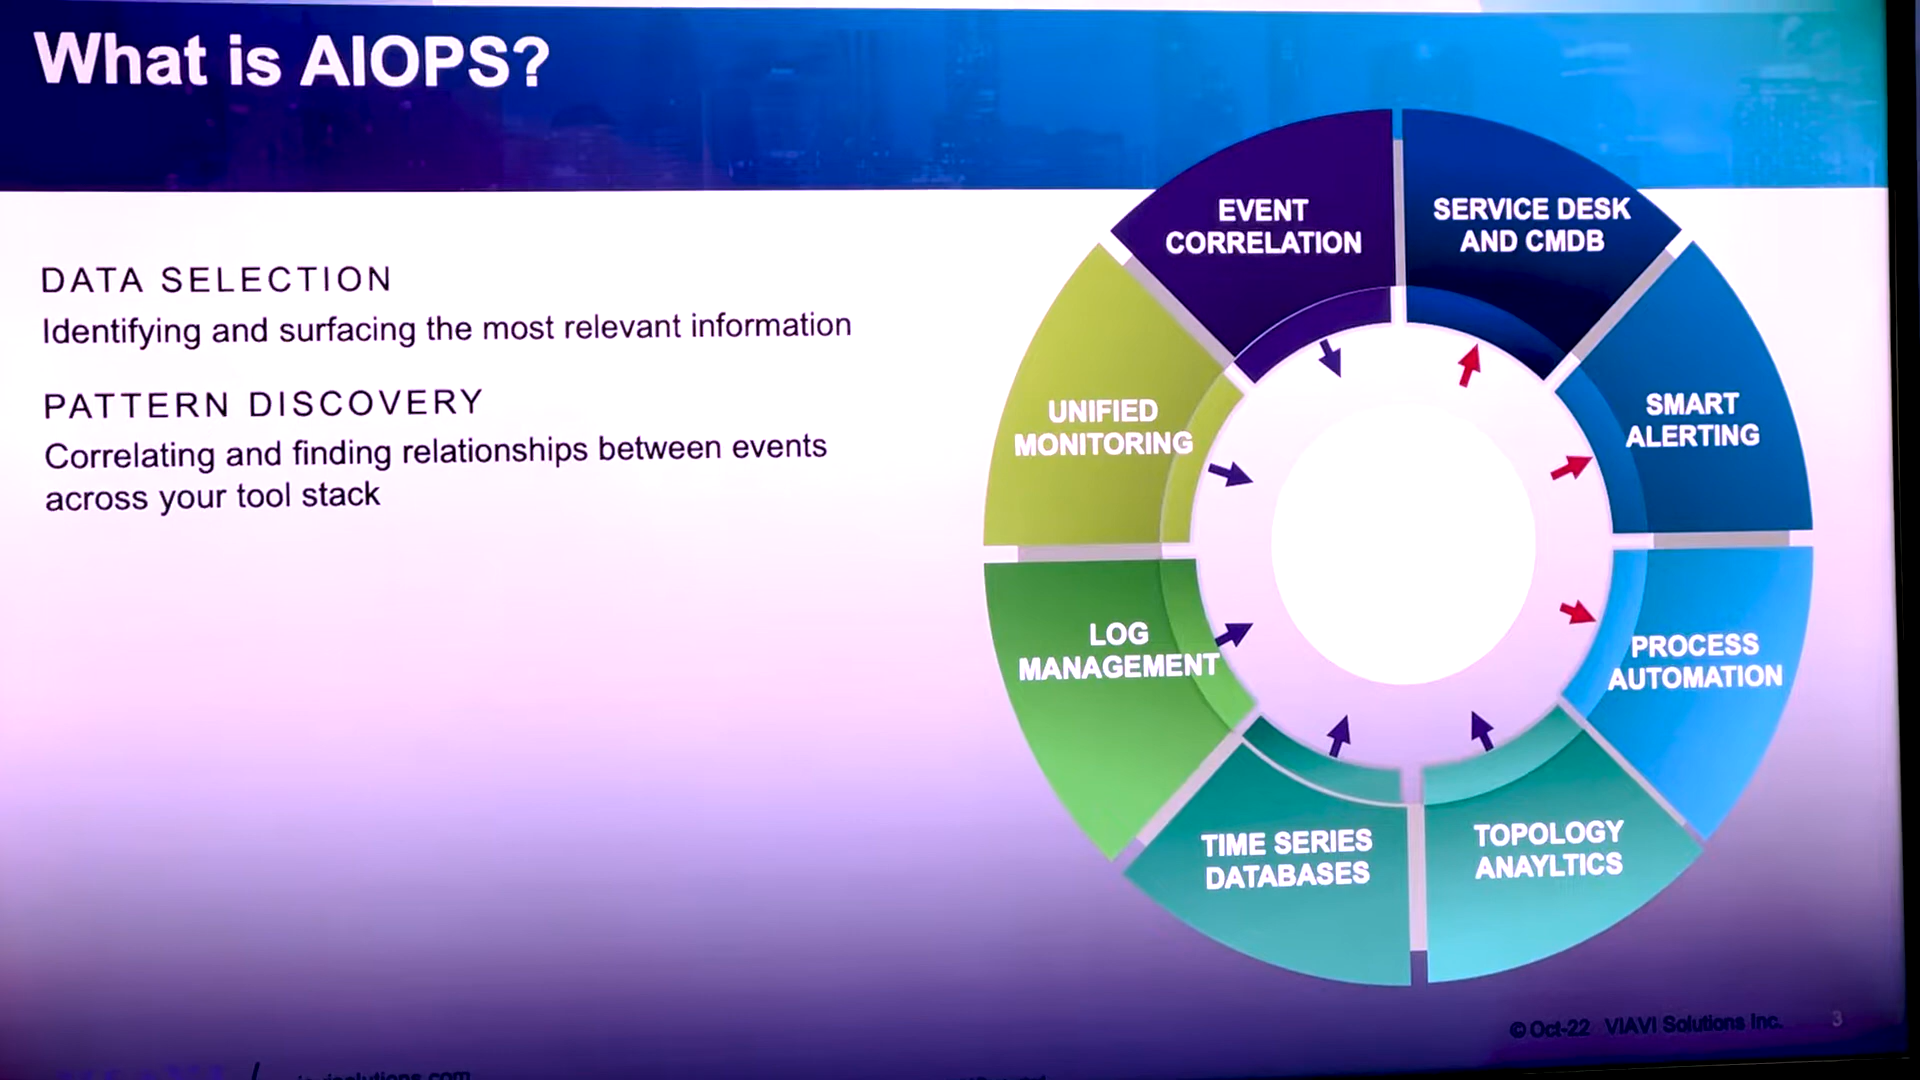 What is AIOPS?
DATA SELECTION
Identifying and surfacing the most relevant information
PATTERN DISCOVERY
Correlating and finding relationships between events
across your tool stack
EVENT
CORRELATION
SERVICE DESK
AND CMDB
UNIFIED
MONITORING
SMART
ALERTING
LOG
MANAGEMENT
PROCESS
AUTOMATION
TIME SERIES
DATABASES
TOPOLOGY
ANAYLTICS
© Oct-22 VIAVI Solutions Inc.
3